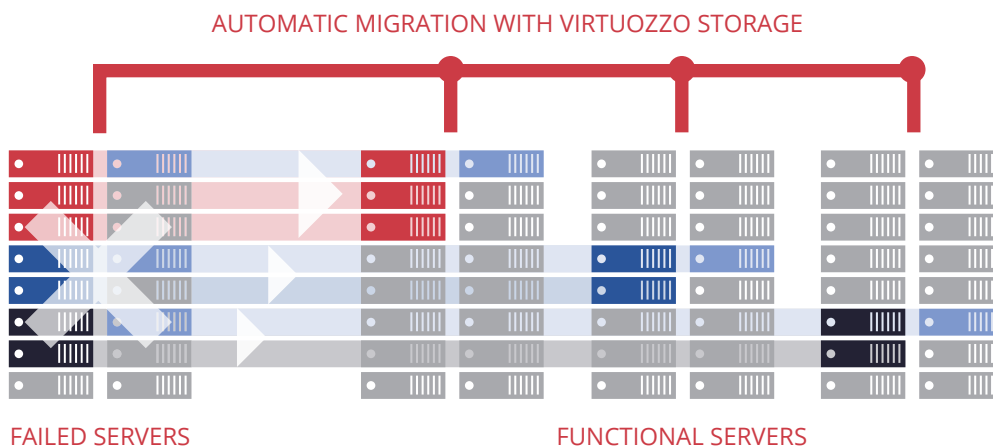 AUTOMATIC MIGRATION WITH VIRTUOZZO STORAGE
FAILED SERVERS
FUNCTIONAL SERVERS